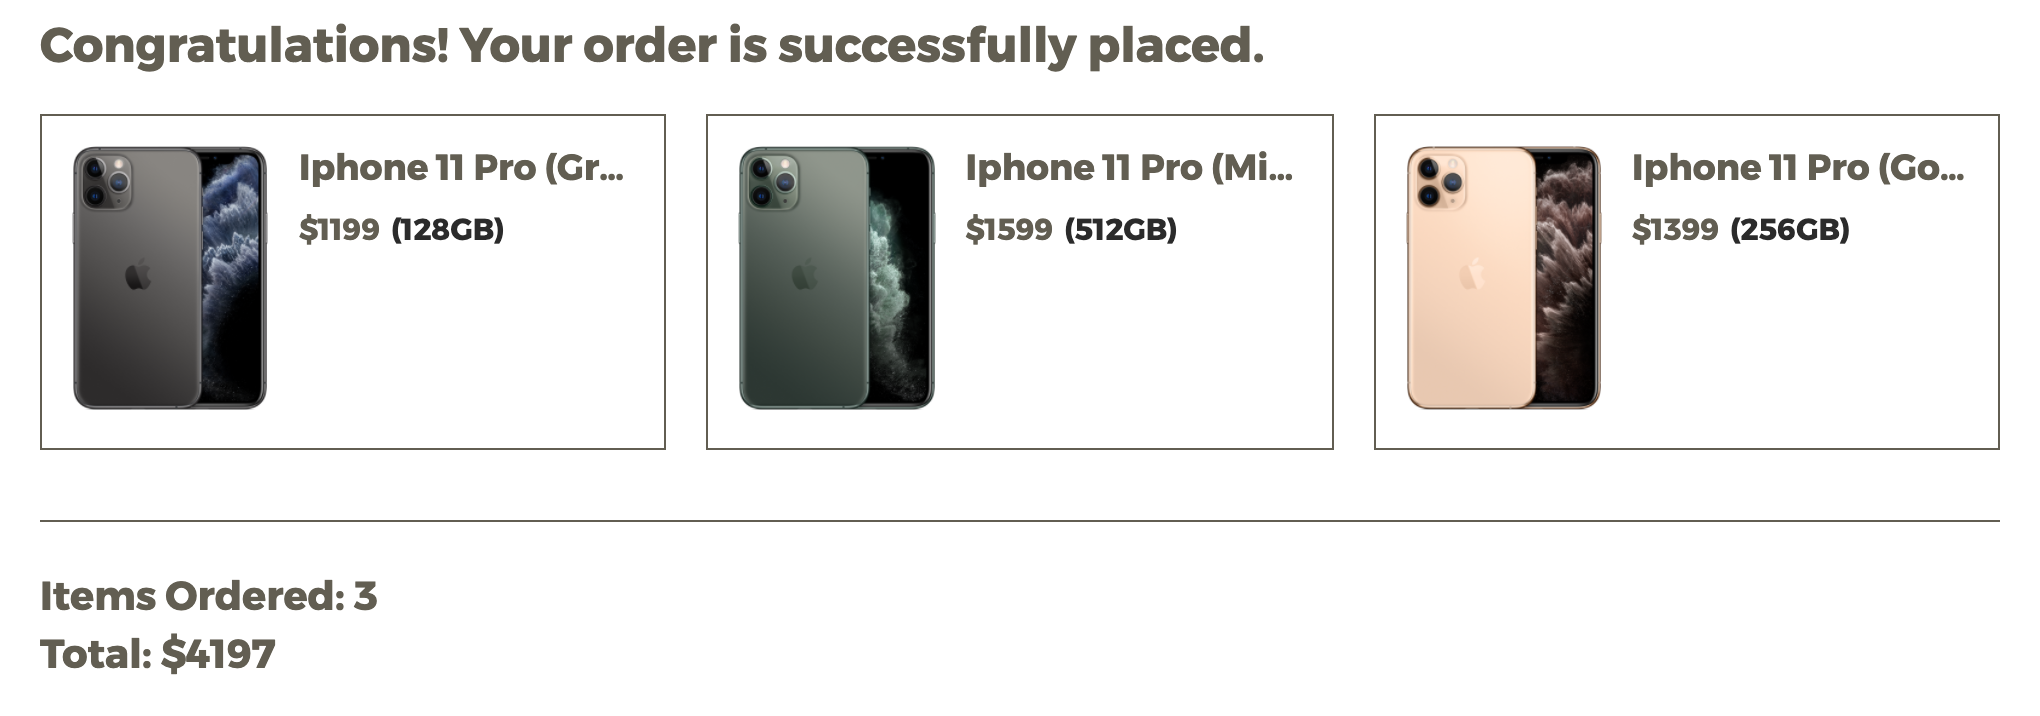 Congratulations! Your order is successfully placed.
Iphone 11 Pro (Gr...
$1199 (128GB)
Iphone 11 Pro (Mi...
$1599 (512GB)
Iphone 11 Pro (Go...
$1399 (256GB)
Items Ordered: 3
Total: $4197